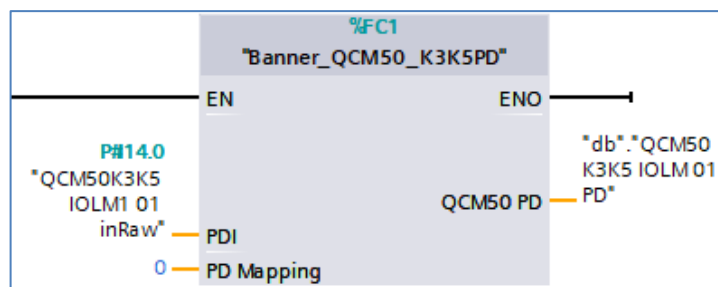 %FC1
"Banner_QCM50_K3K5PD"
EN
ENO
P#I14.0
"QCM50K3K5
IOLM1 01
inRaw"
PDI
0
PD Mapping
QCM50 PD
"db"."QCM50
K3K5 IOLM 01
PD"